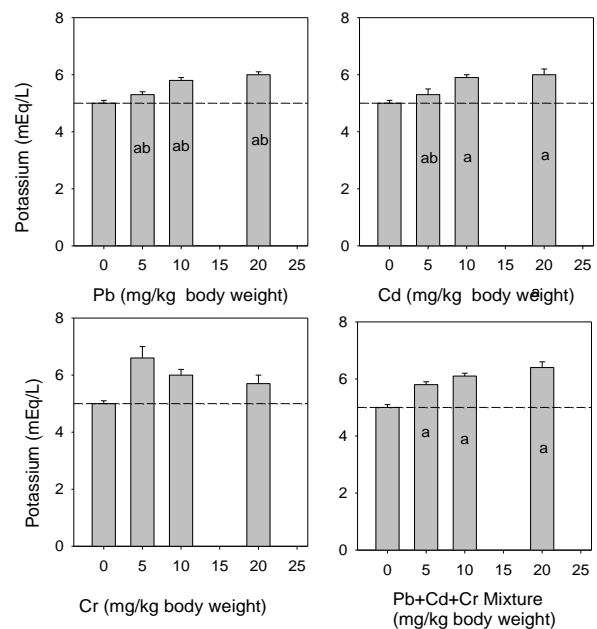 8
6
4
2
0
Potassium (mEq/L)
ab
ab
ab
0 5 10 15 20 25
Pb (mg/kg body weight)
8
6
4
2
0
ab
a
a
0 5 10 15 20 25
Cd (mg/kg body weight)
8
6
4
2
0
Potassium (mEq/L)
0 5 10 15 20 25
Cr (mg/kg body weight)
8
6
4
2
0
a
a
a
0 5 10 15 20 25
Pb+Cd+Cr Mixture
(mg/kg body weight)